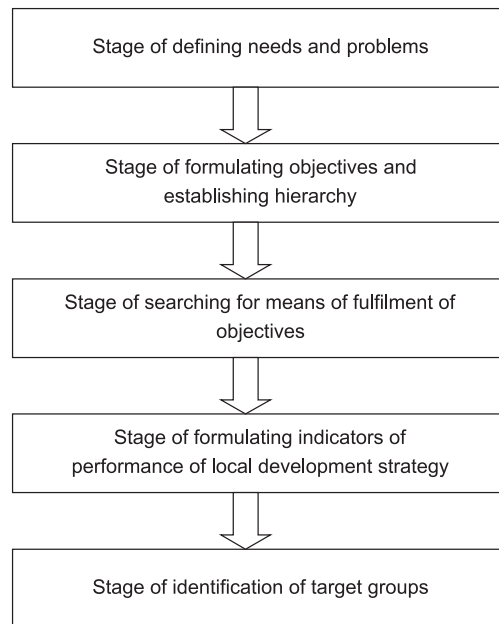 Stage of defining needs and problems
Stage of formulating objectives and
establishing hierarchy
Stage of searching for means of fulfilment of
objectives
Stage of formulating indicators of
performance of local development strategy
Stage of identification of target groups